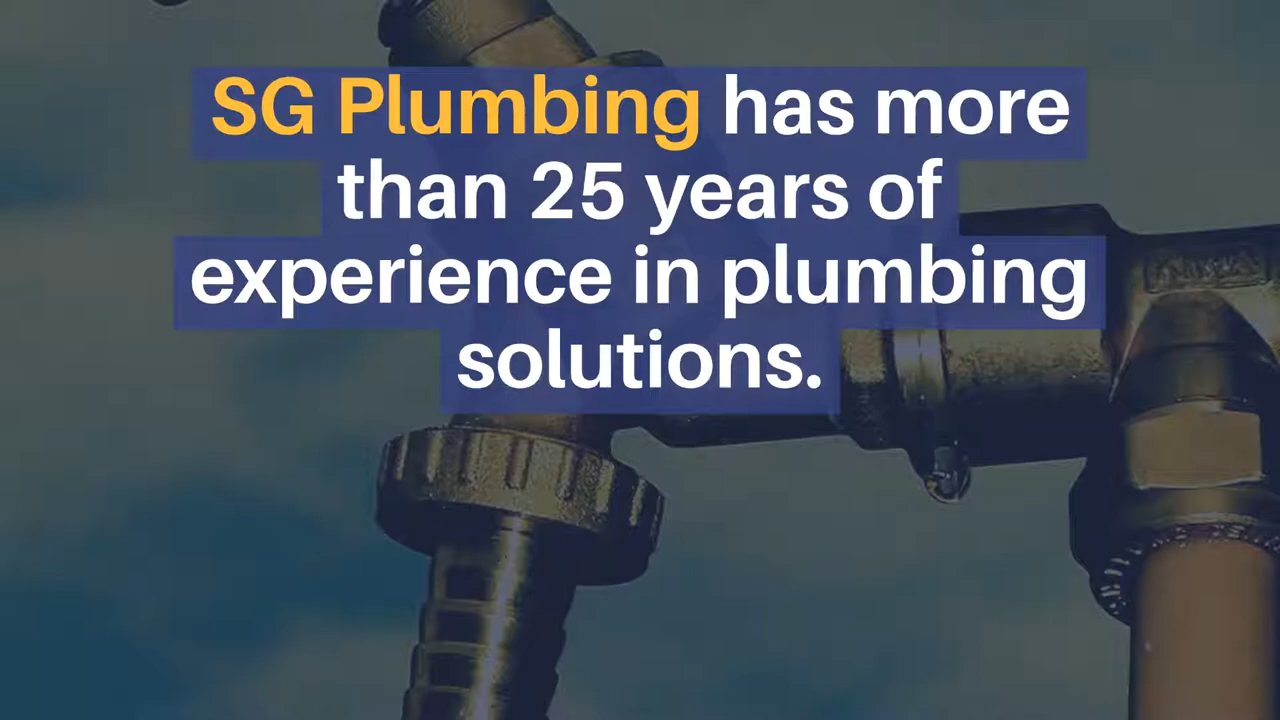 SG Plumbing has more
than 25 years of
experience in plumbing
solutions.